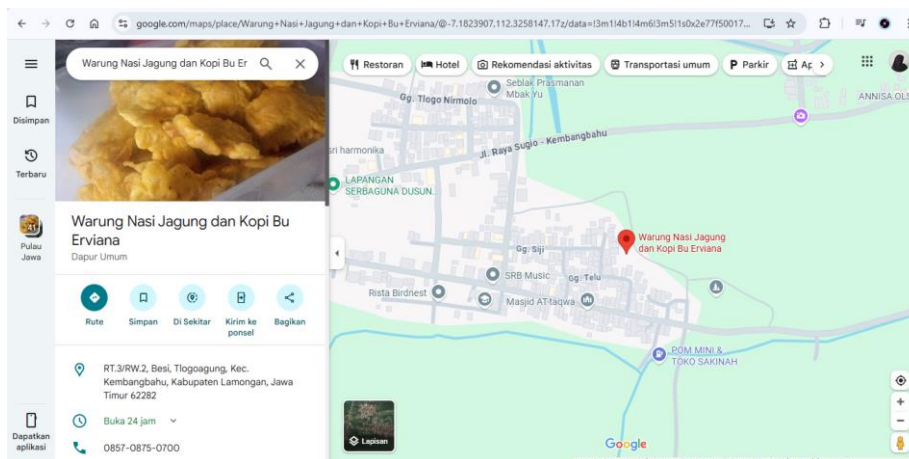 google.com/maps/place/Warung+Nasi+Jagung+dan+Kopi+Bu+Erviana/@-7.1823907,112.3258147,17z/data=!3m1!4b1!4m6!3m5!1s0x2e77f50017...
Warung Nasi Jagung dan Kopi Bu Er
Restoran
Hotel
Rekomendasi aktivitas
Transportasi umum
P Parkir
Disimpan
Terbaru
41
Pulau
Jawa
Dapatkan
aplikasi
Warung Nasi Jagung dan Kopi Bu
Erviana
Dapur Umum
Rute
Simpan
Di Sekitar
Kirim ke
ponsel
Bagikan
RT.3/RW.2, Besi, Tlogoagung, Kec.
Kembangbahu, Kabupaten Lamongan, Jawa
Timur 62282
Buka 24 jam
0857-0875-0700
Seblak Prasmanan
Mbak Yu
Gg. Tlogo Nirmolo
ANNISA OLS
sri harmonika
Jl. Raya Sugio - Kembangbahu
LAPANGAN
SERBAGUNA DUSUN...
Warung Nasi Jagung
dan Kopi Bu Erviana
Gg. Siji
SRB Music
Gg. Telu
Rista Birdnest
Masjid AT-taqwa
POM MINI &
TOKO SAKINAH
Lapisan
Google